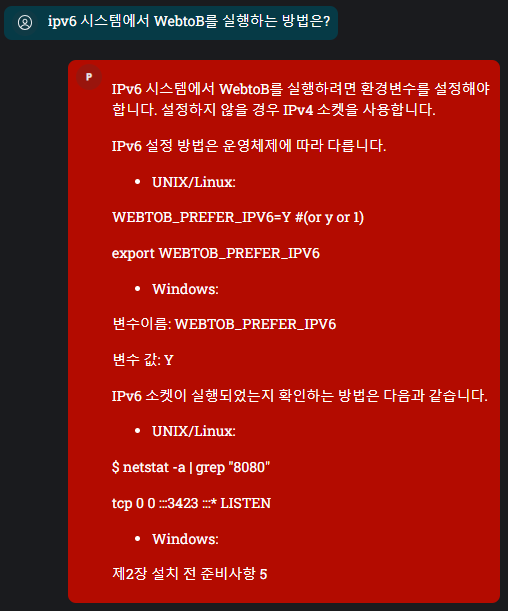 ipv6 시스템에서 WebtoB를 실행하는 방법은?
P
IPv6 시스템에서 WebtoB를 실행하려면 환경변수를 설정해야
합니다. 설정하지 않을 경우 IPv4 소켓을 사용합니다.
IPv6 설정 방법은 운영체제에 따라 다릅니다.
• UNIX/Linux:
WEBTOB_PREFER_IPV6=Y #(or y or 1)
export WEBTOB_PREFER_IPV6
• Windows:
변수이름: WEBTOB_PREFER_IPV6
변수 값: Y
IPv6 소켓이 실행되었는지 확인하는 방법은 다음과 같습니다.
• UNIX/Linux:
$ netstat -a | grep "8080"
tcp 0 0 :::3423 :::* LISTEN
• Windows:
제2장 설치 전 준비사항 5